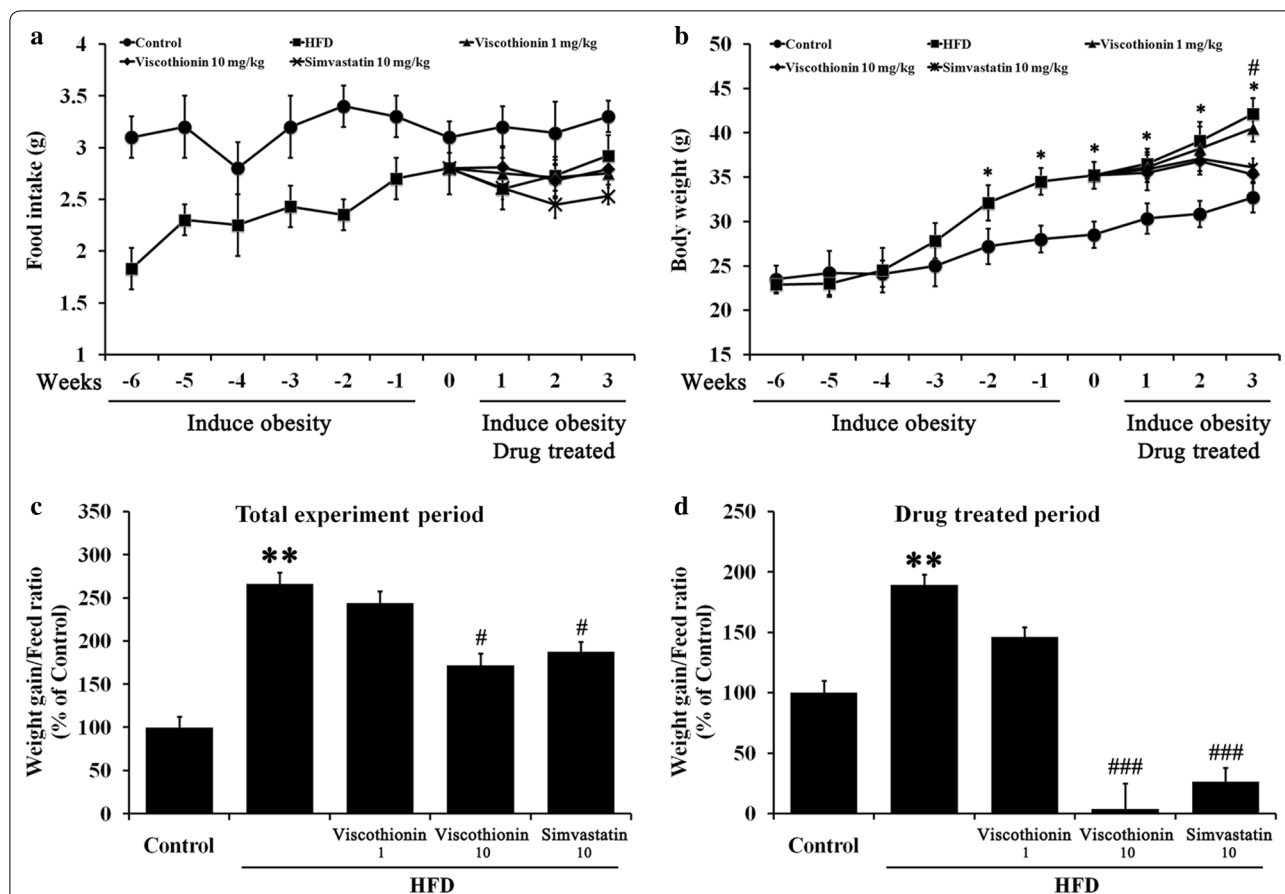 a
Control HFD Viscothionin 1 mg/kg
Viscothionin 10 mg/kg Simvastatin 10 mg/kg
Food intake (g)
4
3.5
3
2.5
2
1.5
1
Weeks -6 -5 -4 -3 -2 -1 0 1 2 3
Induce obesity Induce obesity
Drug treated
b
Control HFD Viscothionin 1 mg/kg
Viscothionin 10 mg/kg Simvastatin 10 mg/kg
Body weight (g)
50
45
40
35
30
25
20
15
* * * * * #
*
Weeks -6 -5 -4 -3 -2 -1 0 1 2 3
Induce obesity Induce obesity
Drug treated
c
Total experiment period
Weight gain/Feed ratio
(% of Control)
350
300
250
200
150
100
50
0
** # #
Control Viscothionin Viscothionin Simvastatin
1 10 10
HFD
d
Drug treated period
Weight gain/Feed ratio
(% of Control)
250
200
150
100
50
0
** ### ###
Control Viscothionin Viscothionin Simvastatin
1 10 10
HFD